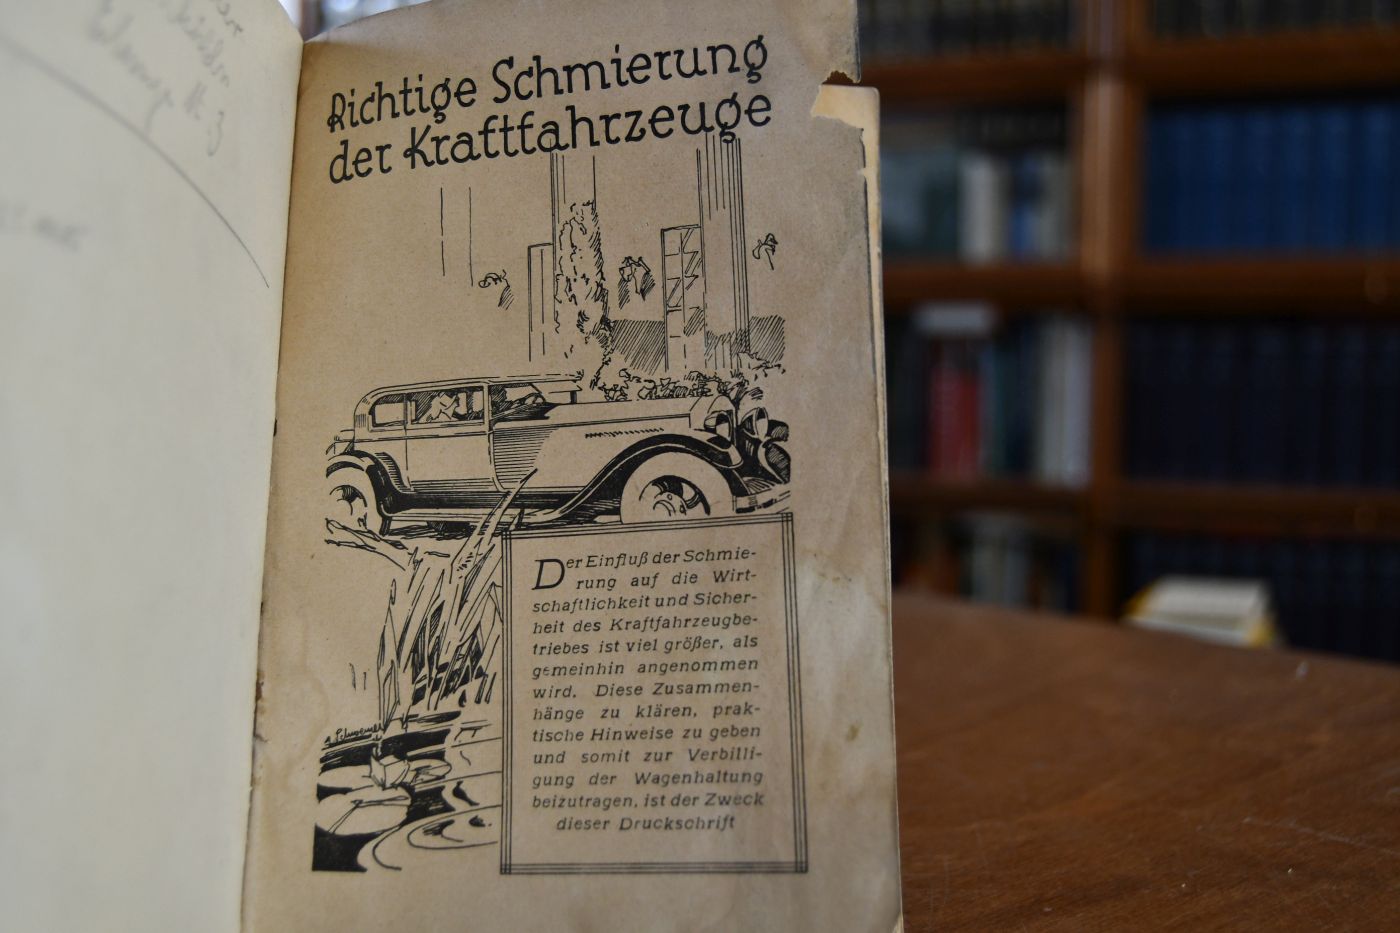 Richtige Schmierung
der Kraftfahrzeuge
Der Einfluß der Schmie-
rung auf die Wirt-
schaftlichkeit und Sicher-
heit des Kraftfahrzeugbe-
triebes ist viel größer, als
gemeinhin angenommen
wird. Diese Zusammen-
hänge zu klären, prak-
tische Hinweise zu geben
und somit zur Verbilli-
gung der Wagenhaltung
beizutragen, ist der Zweck
dieser Druckschrift